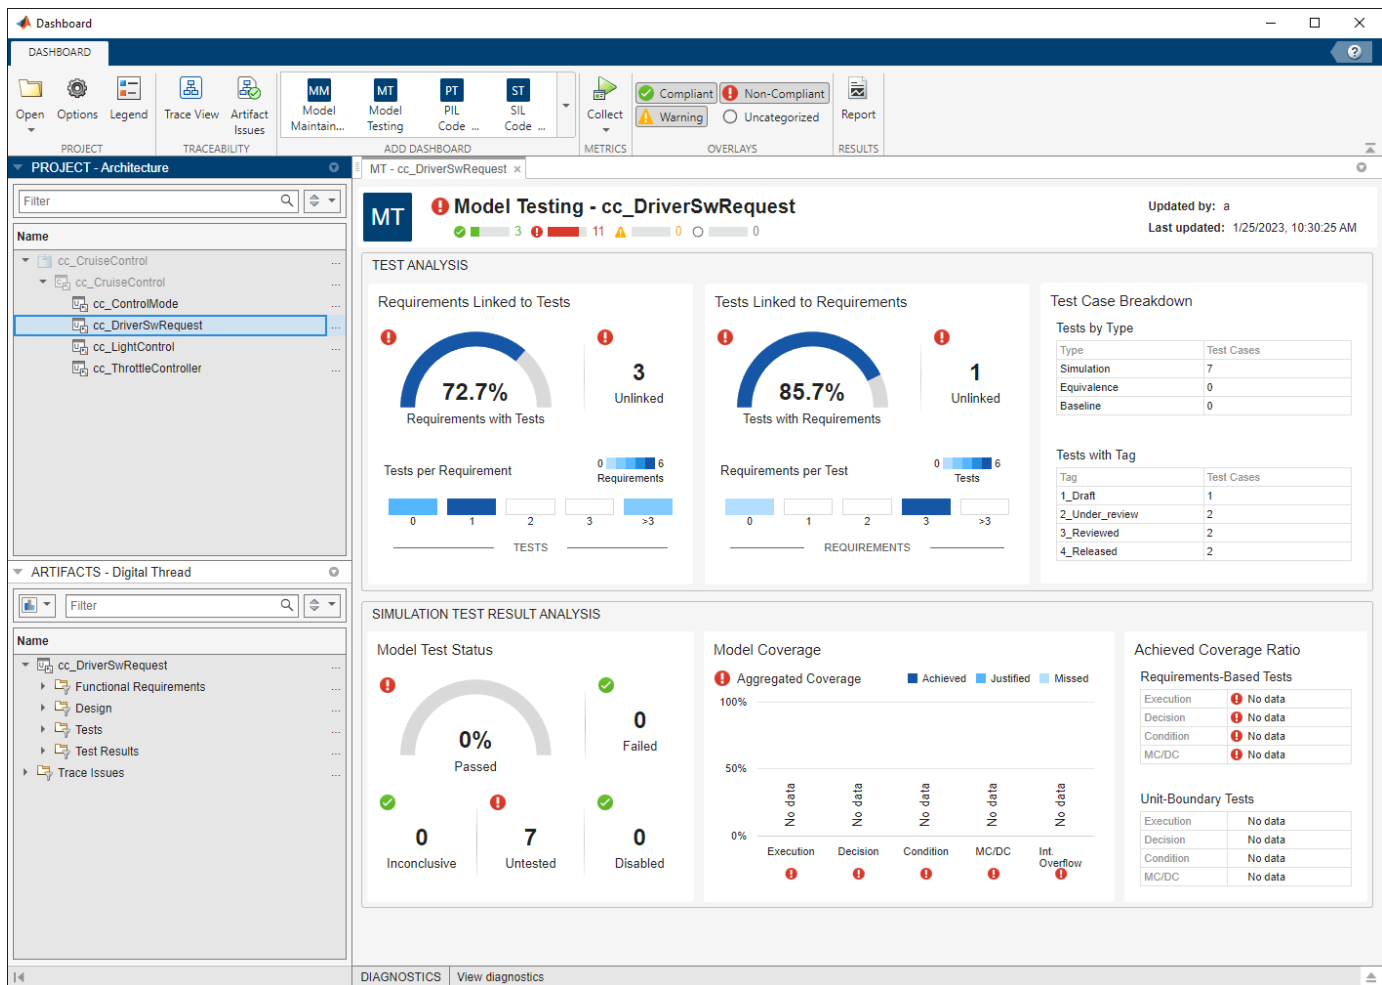 Dashboard
DASHBOARD
?
Open
Options
Legend
PROJECT
Trace View
Artifact
Issues
TRACEABILITY
MM
Model
Maintain...
MT
Model
Testing
PT
PIL
Code ...
ST
SIL
Code ...
ADD DASHBOARD
Collect
METRICS
Compliant
Non-Compliant
Warning
Uncategorized
OVERLAYS
Report
RESULTS
PROJECT - Architecture
Filter
Name
cc_CruiseControl ...
cc_CruiseControl ...
cc_ControlMode ...
cc_DriverSwRequest ...
cc_LightControl ...
cc_ThrottleController ...
ARTIFACTS - Digital Thread
Filter
Name
cc_DriverSwRequest ...
Functional Requirements ...
Design ...
Tests ...
Test Results ...
Trace Issues ...
MT - cc_DriverSwRequest ×
MT
Model Testing - cc_DriverSwRequest
3 11 0 0
Updated by: a
Last updated: 1/25/2023, 10:30:25 AM
TEST ANALYSIS
Requirements Linked to Tests
72.7%
Requirements with Tests
3
Unlinked
Tests per Requirement
0 6
Requirements
0 1 2 3 >3
TESTS
Tests Linked to Requirements
85.7%
Tests with Requirements
1
Unlinked
Requirements per Test
0 6
Tests
0 1 2 3 >3
REQUIREMENTS
Test Case Breakdown
Tests by Type
Type Test Cases
Simulation 7
Equivalence 0
Baseline 0
Tests with Tag
Tag Test Cases
1_Draft 1
2_Under_review 2
3_Reviewed 2
4_Released 2
SIMULATION TEST RESULT ANALYSIS
Model Test Status
0%
Passed
0
Failed
0
Inconclusive
7
Untested
0
Disabled
Model Coverage
Aggregated Coverage
Achieved Justified Missed
100%
50%
0%
No data No data No data No data No data
Execution Decision Condition MC/DC Int.
Overflow
Achieved Coverage Ratio
Requirements-Based Tests
Execution No data
Decision No data
Condition No data
MC/DC No data
Unit-Boundary Tests
Execution No data
Decision No data
Condition No data
MC/DC No data
DIAGNOSTICS View diagnostics